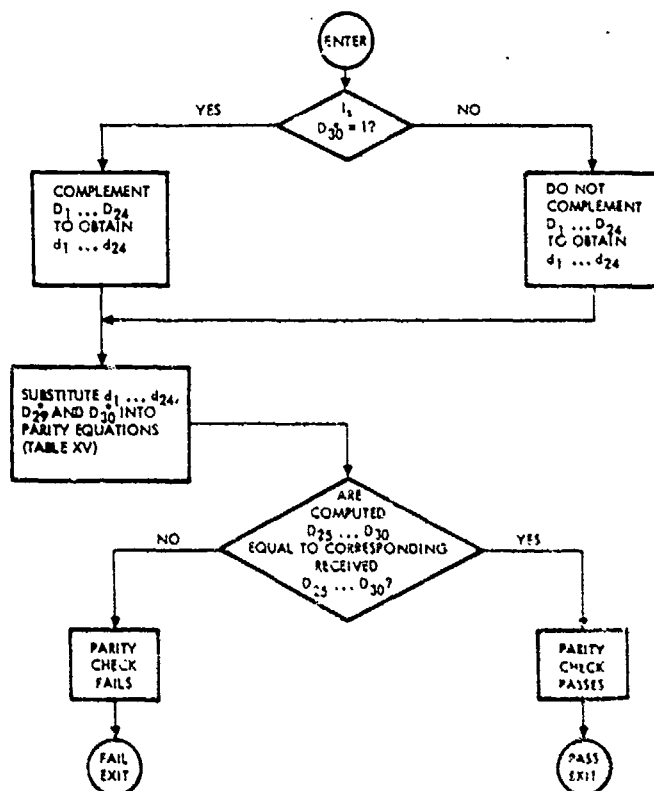 ENTER
Is
D*30 = 1?
YES
NO
COMPLEMENT
D1 ... D24
TO OBTAIN
d1 ... d24
DO NOT
COMPLEMENT
D1 ... D24
TO OBTAIN
d1 ... d24
SUBSTITUTE d1 ... d24,
D*29 AND D*30 INTO
PARITY EQUATIONS
(TABLE XV)
ARE
COMPUTED
D25 ... D30
EQUAL TO CORRESPONDING
RECEIVED
D25 ... D30?
NO
YES
PARITY
CHECK
FAILS
PARITY
CHECK
PASSES
FAIL
EXIT
PASS
EXIT